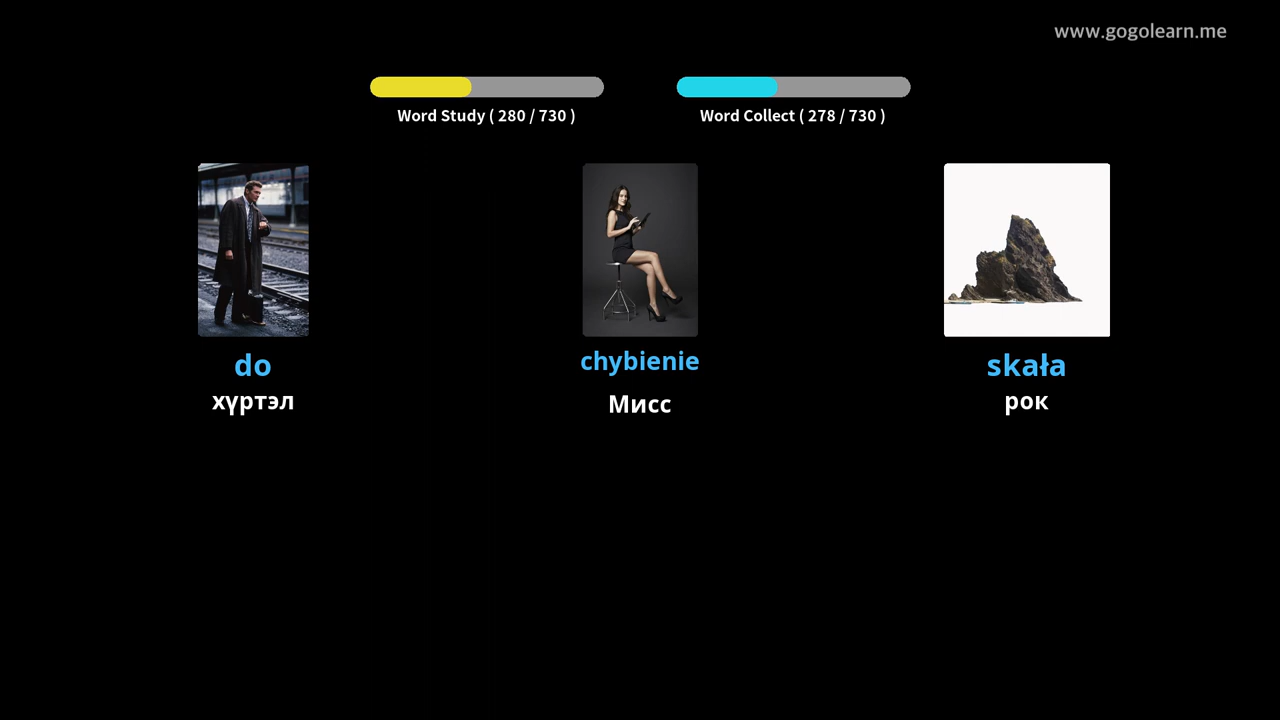 www.gogolearn.me
Word Study ( 280 / 730 )
Word Collect ( 278 / 730 )
do
хүртэл
chybienie
Мисс
skała
рок